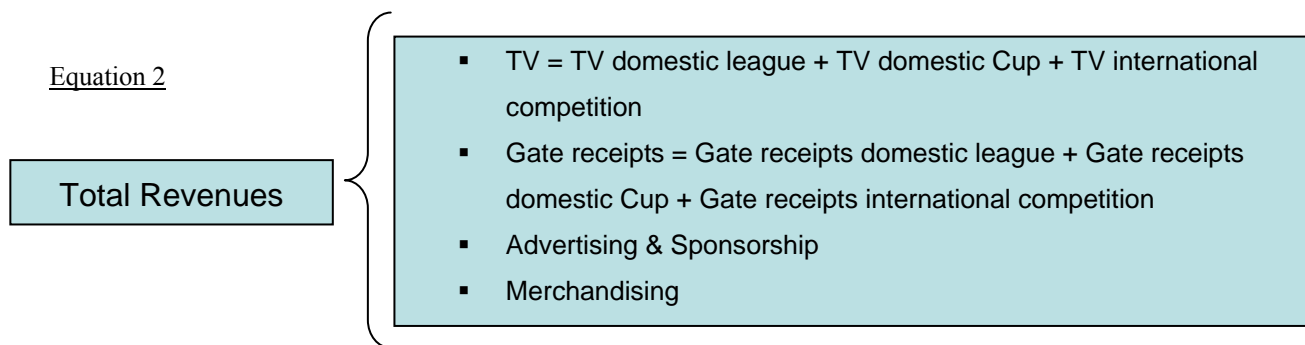 Equation 2
Total Revenues
▪ TV = TV domestic league + TV domestic Cup + TV international
competition
▪ Gate receipts = Gate receipts domestic league + Gate receipts
domestic Cup + Gate receipts international competition
▪ Advertising & Sponsorship
▪ Merchandising